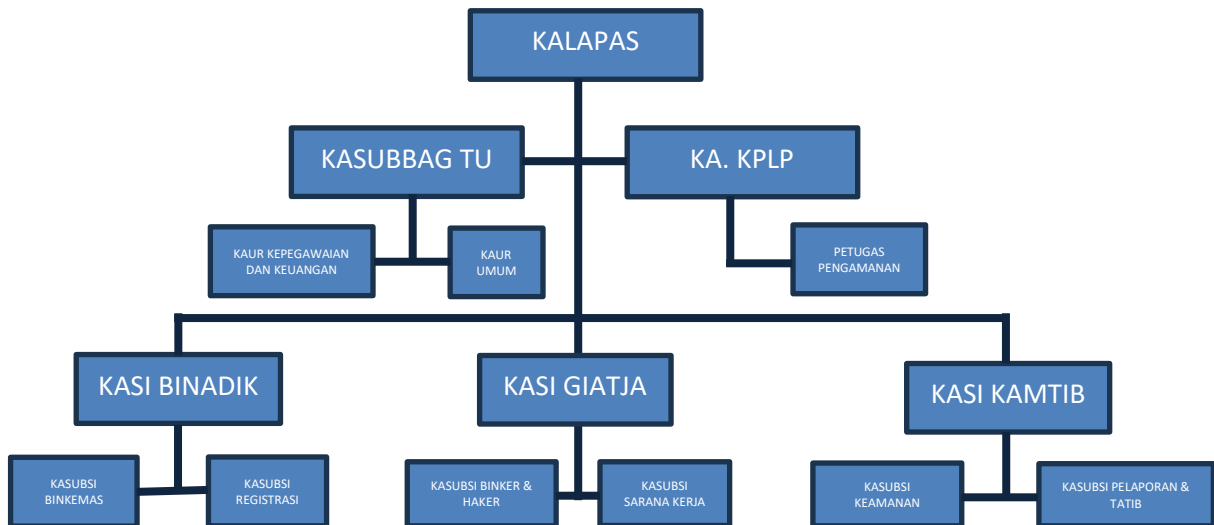 KALAPAS
KASUBBAG TU
KA. KPLP
KAUR KEPEGAWAIAN
DAN KEUANGAN
KAUR
UMUM
PETUGAS
PENGAMANAN
KASI BINADIK
KASI GIATJA
KASI KAMTIB
KASUBSI
BINKEMAS
KASUBSI
REGISTRASI
KASUBSI BINKER &
HAKER
KASUBSI
SARANA KERJA
KASUBSI
KEAMANAN
KASUBSI PELAPORAN &
TATIB